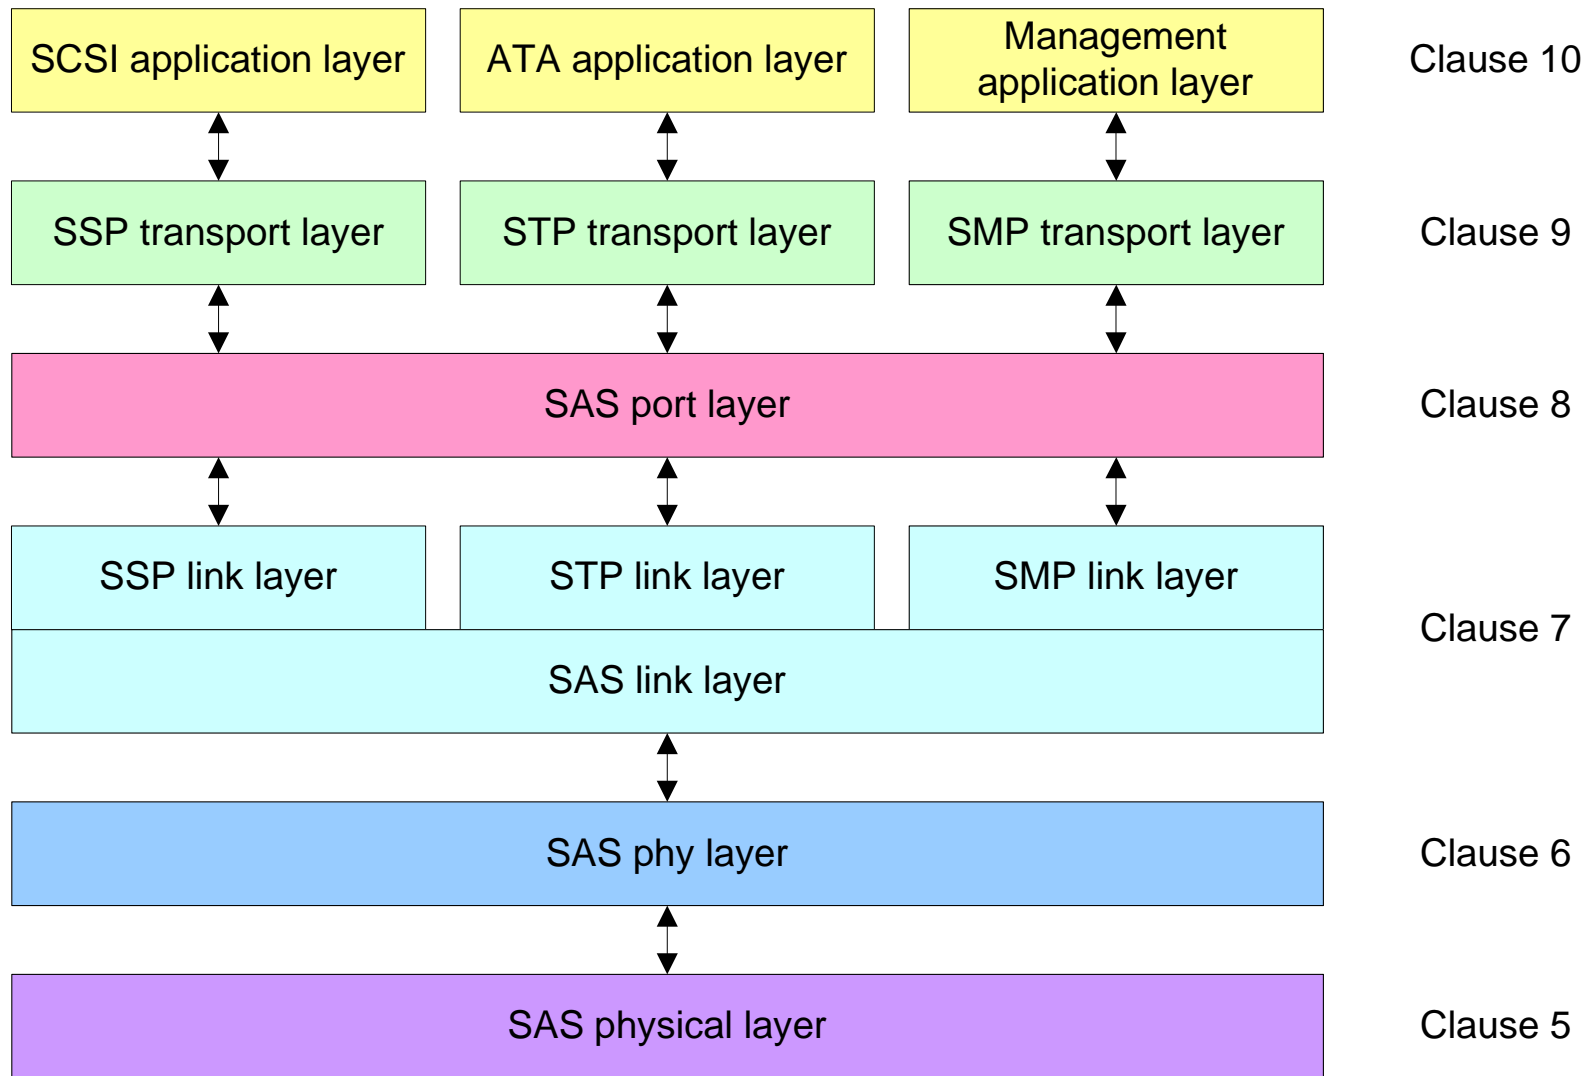 SCSI application layer
ATA application layer
Management
application layer
Clause 10
SSP transport layer
STP transport layer
SMP transport layer
Clause 9
SAS port layer
Clause 8
SSP link layer
STP link layer
SMP link layer
Clause 7
SAS link layer
SAS phy layer
Clause 6
SAS physical layer
Clause 5